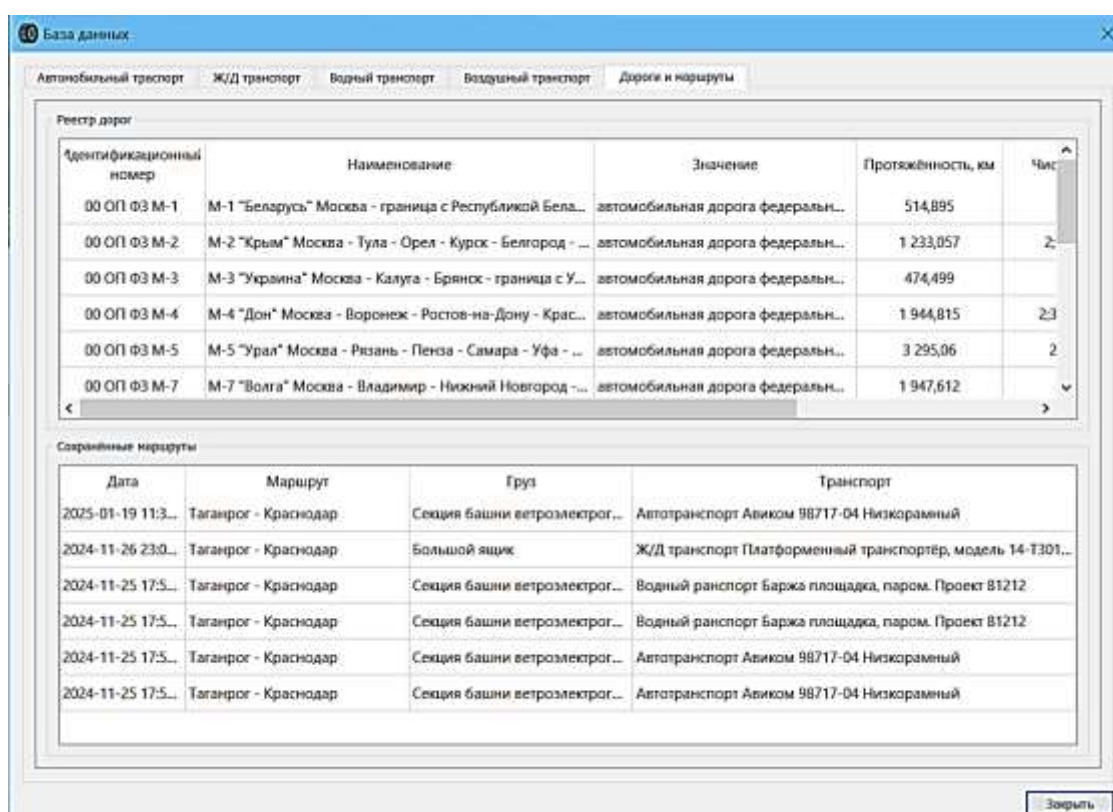 База данных
Автомобильный траспорт Ж/Д транспорт Водный транспорт Воздушный транспорт Дороги и маршруты
Реестр дорог
Идентификационный номер Наименование Значение Протяжённость, км Чис
00 ОП ФЗ М-1 М-1 "Беларусь" Москва - граница с Республикой Бела... автомобильная дорога федеральн... 514,895
00 ОП ФЗ М-2 М-2 "Крым" Москва - Тула - Орел - Курск - Белгород - ... автомобильная дорога федеральн... 1 233,057 2;
00 ОП ФЗ М-3 М-3 "Украина" Москва - Калуга - Брянск - граница с У... автомобильная дорога федеральн... 474,499
00 ОП ФЗ М-4 М-4 "Дон" Москва - Воронеж - Ростов-на-Дону - Крас... автомобильная дорога федеральн... 1 944,815 2;3
00 ОП ФЗ М-5 М-5 "Урал" Москва - Рязань - Пенза - Самара - Уфа - ... автомобильная дорога федеральн... 3 295,06 2
00 ОП ФЗ М-7 М-7 "Волга" Москва - Владимир - Нижний Новгород -... автомобильная дорога федеральн... 1 947,612
Сохранённые маршруты
Дата Маршрут Груз Транспорт
2025-01-19 11:3... Таганрог - Краснодар Секция башни ветроэлектрог... Автотранспорт Авиком 98717-04 Низкорамный
2024-11-26 23:0... Таганрог - Краснодар Большой ящик Ж/Д транспорт Платформенный транспортёр, модель 14-Т301...
2024-11-25 17:5... Таганрог - Краснодар Секция башни ветроэлектрог... Водный ранспорт Баржа площадка, паром. Проект 81212
2024-11-25 17:5... Таганрог - Краснодар Секция башни ветроэлектрог... Водный ранспорт Баржа площадка, паром. Проект 81212
2024-11-25 17:5... Таганрог - Краснодар Секция башни ветроэлектрог... Автотранспорт Авиком 98717-04 Низкорамный
2024-11-25 17:5... Таганрог - Краснодар Секция башни ветроэлектрог... Автотранспорт Авиком 98717-04 Низкорамный
Закрыть